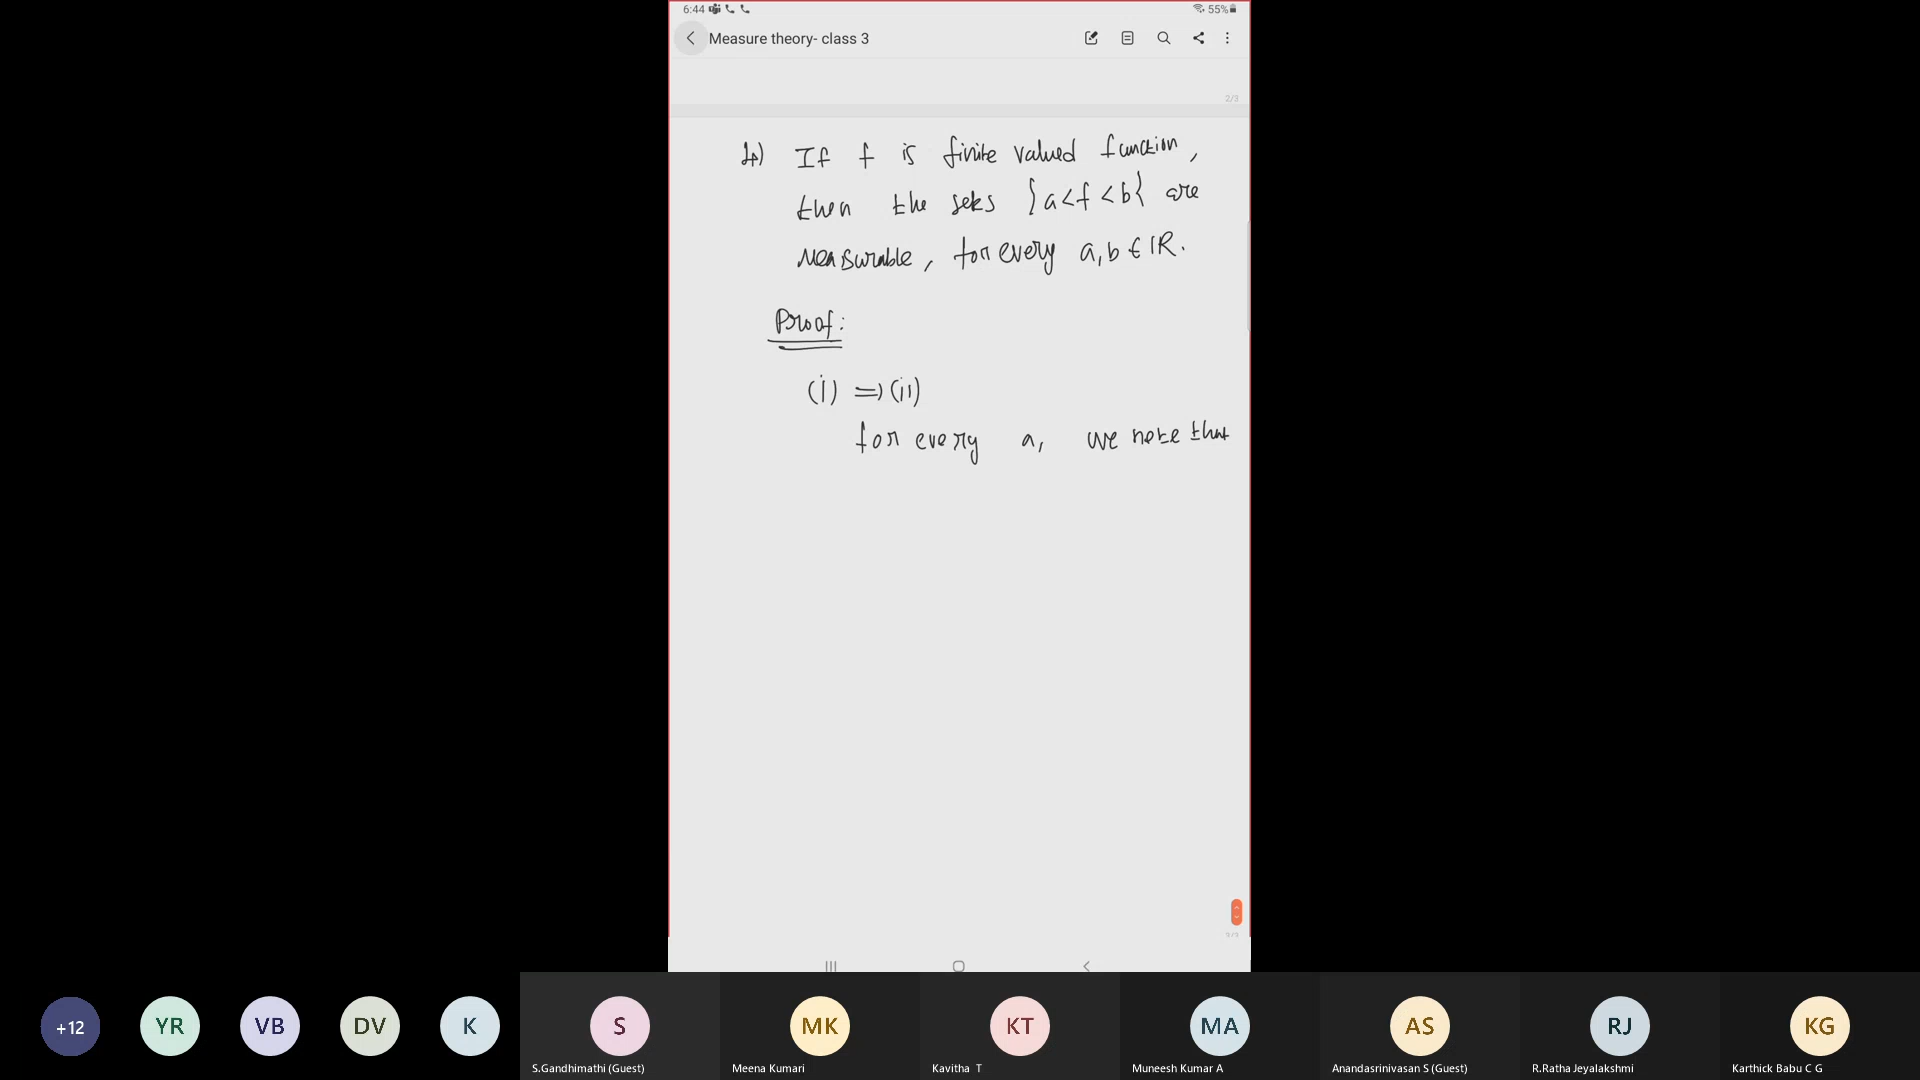 6:44
55%
Measure theory- class 3
2/3
4) If f is finite valued function,
then the sets {a<f<b} are
measurable, for every a,b ∈ IR.
Proof:
(i) => (ii)
for every a, we note that
+12
YR
VB
DV
K
S
MK
KT
MA
AS
RJ
KG
S.Gandhimathi (Guest)
Meena Kumari
Kavitha T
Muneesh Kumar A
Anandasrinivasan S (Guest)
R.Ratha Jeyalakshmi
Karthick Babu C G